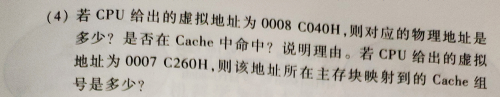 (4) 若 CPU 给出的虚拟地址为 0008 C040H,则对应的物理地址是
多少? 是否在 Cache 中命中? 说明理由。若 CPU 给出的虚拟
地址为 0007 C260H,则该地址所在主存块映射到的 Cache 组
号是多少?